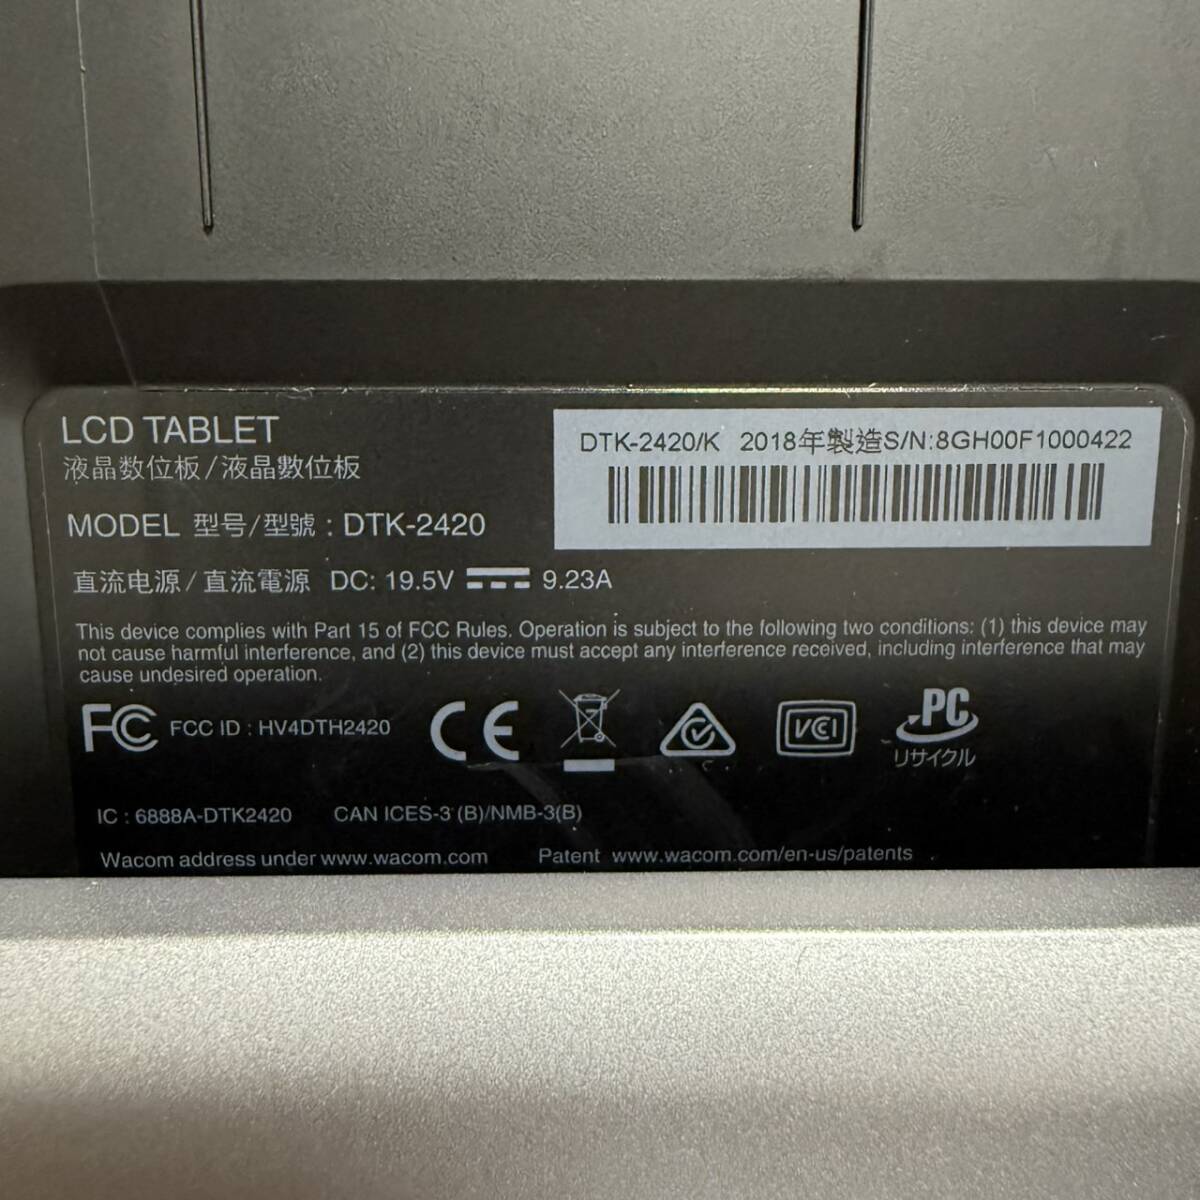 LCD TABLET
液晶数位板/液晶數位板
MODEL 型号/型號 : DTK-2420
DTK-2420/K 2018年製造S/N:8GH00F1000422
直流电源/直流電源 DC: 19.5V 9.23A
This device complies with Part 15 of FCC Rules. Operation is subject to the following two conditions: (1) this device may
not cause harmful interference, and (2) this device must accept any interference received, including interference that may
cause undesired operation.
FC FCC ID : HV4DTH2420 CE VCI PC
リサイクル
IC : 6888A-DTK2420 CAN ICES-3 (B)/NMB-3(B)
Wacom address under www.wacom.com Patent www.wacom.com/en-us/patents